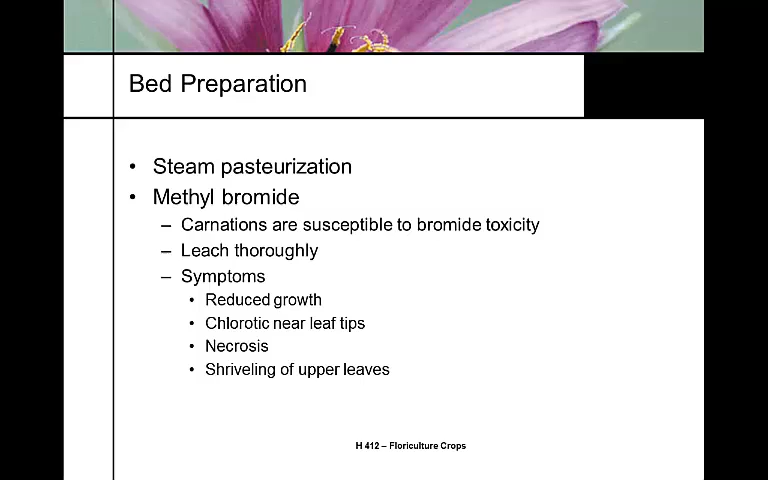 Bed Preparation
• Steam pasteurization
• Methyl bromide
– Carnations are susceptible to bromide toxicity
– Leach thoroughly
– Symptoms
• Reduced growth
• Chlorotic near leaf tips
• Necrosis
• Shriveling of upper leaves
H 412 – Floriculture Crops